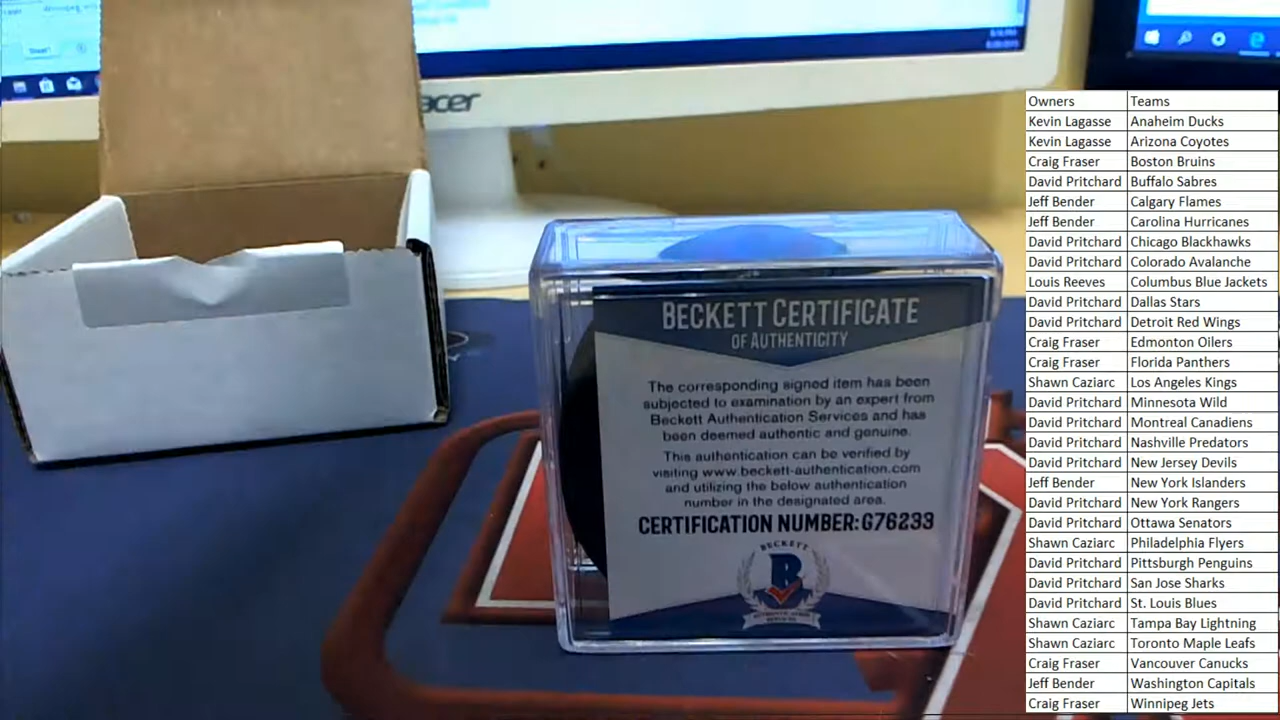 acer
BECKETT CERTIFICATE
OF AUTHENTICITY
The corresponding signed item has been
subjected to examination by an expert from
Beckett Authentication Services and has
been deemed authentic and genuine.
This authentication can be verified by
visiting www.beckett-authentication.com
and utilizing the below authentication
number in the designated area.
CERTIFICATION NUMBER: G76233
BECKETT
B
AUTHENTICATION
SERVICES
Owners Teams
Kevin Lagasse Anaheim Ducks
Kevin Lagasse Arizona Coyotes
Craig Fraser Boston Bruins
David Pritchard Buffalo Sabres
Jeff Bender Calgary Flames
Jeff Bender Carolina Hurricanes
David Pritchard Chicago Blackhawks
David Pritchard Colorado Avalanche
Louis Reeves Columbus Blue Jackets
David Pritchard Dallas Stars
David Pritchard Detroit Red Wings
Craig Fraser Edmonton Oilers
Craig Fraser Florida Panthers
Shawn Caziarc Los Angeles Kings
David Pritchard Minnesota Wild
David Pritchard Montreal Canadiens
David Pritchard Nashville Predators
David Pritchard New Jersey Devils
Jeff Bender New York Islanders
David Pritchard New York Rangers
David Pritchard Ottawa Senators
Shawn Caziarc Philadelphia Flyers
David Pritchard Pittsburgh Penguins
David Pritchard San Jose Sharks
David Pritchard St. Louis Blues
Shawn Caziarc Tampa Bay Lightning
Shawn Caziarc Toronto Maple Leafs
Craig Fraser Vancouver Canucks
Jeff Bender Washington Capitals
Craig Fraser Winnipeg Jets